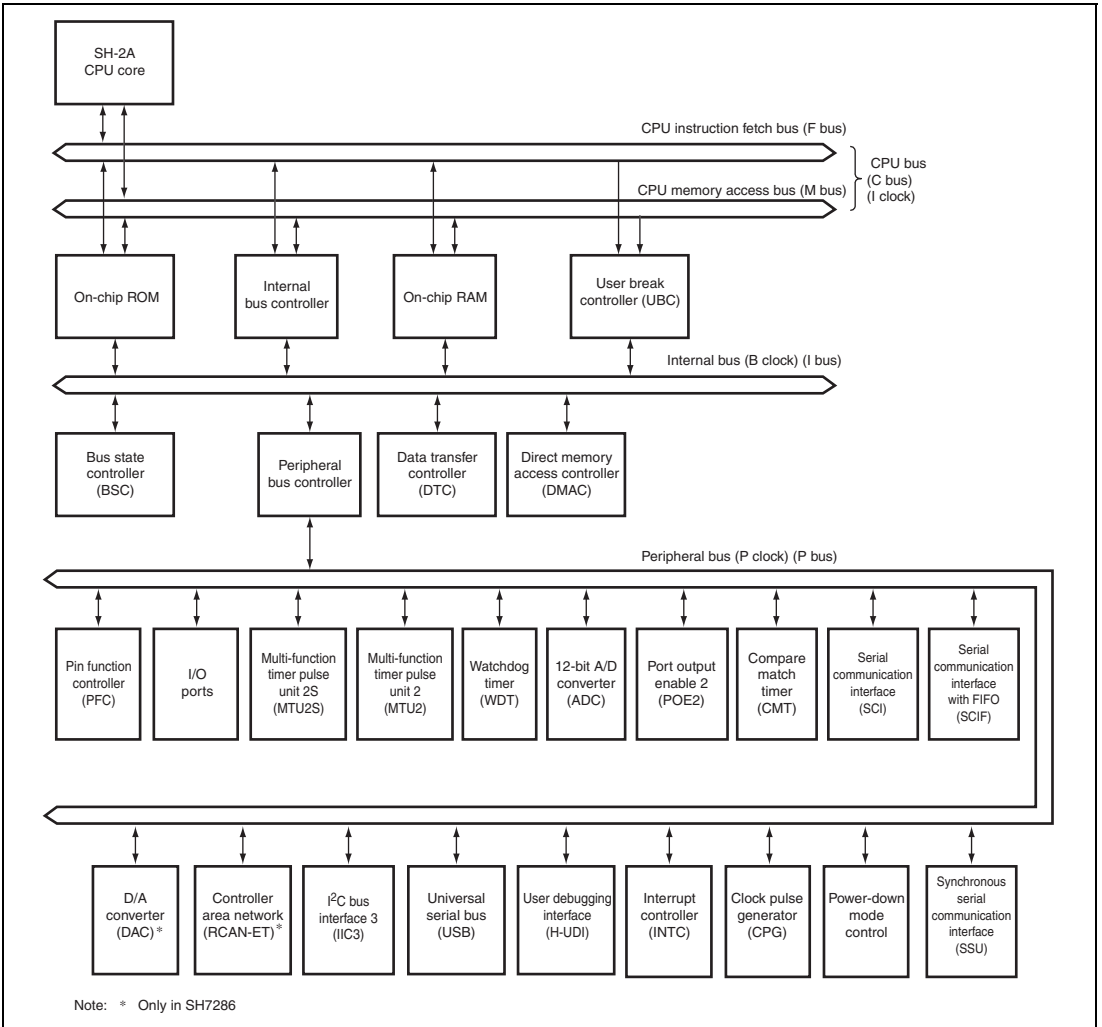 SH-2A
CPU core
CPU instruction fetch bus (F bus)
CPU bus
(C bus)
(I clock)
CPU memory access bus (M bus)
On-chip ROM
Internal
bus controller
On-chip RAM
User break
controller (UBC)
Internal bus (B clock) (I bus)
Bus state
controller
(BSC)
Peripheral
bus controller
Data transfer
controller
(DTC)
Direct memory
access controller
(DMAC)
Peripheral bus (P clock) (P bus)
Pin function
controller
(PFC)
I/O
ports
Multi-function
timer pulse
unit 2S
(MTU2S)
Multi-function
timer pulse
unit 2
(MTU2)
Watchdog
timer
(WDT)
12-bit A/D
converter
(ADC)
Port output
enable 2
(POE2)
Compare
match
timer
(CMT)
Serial
communication
interface
(SCI)
Serial
communication
interface
with FIFO
(SCIF)
D/A
converter
(DAC)*
Controller
area network
(RCAN-ET)*
I²C bus
interface 3
(IIC3)
Universal
serial bus
(USB)
User debugging
interface
(H-UDI)
Interrupt
controller
(INTC)
Clock pulse
generator
(CPG)
Power-down
mode
control
Synchronous
serial
communication
interface
(SSU)
Note: * Only in SH7286